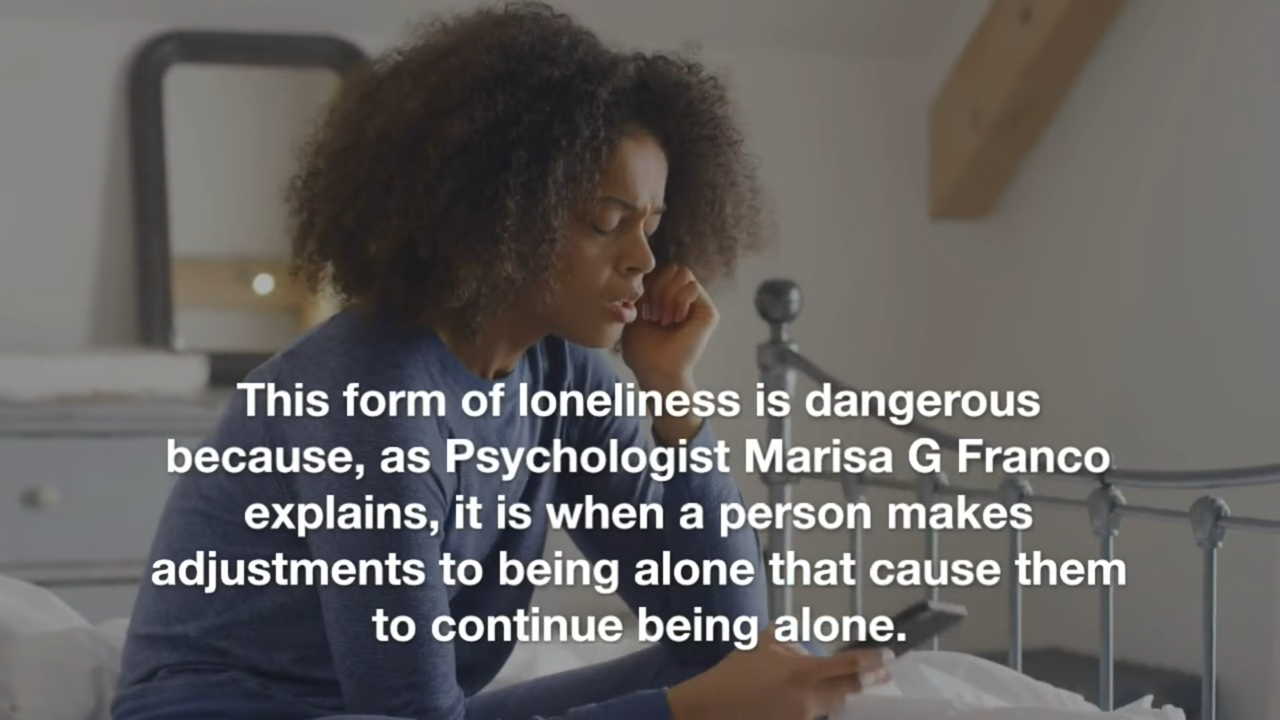 This form of loneliness is dangerous
because, as Psychologist Marisa G Franco
explains, it is when a person makes
adjustments to being alone that cause them
to continue being alone.